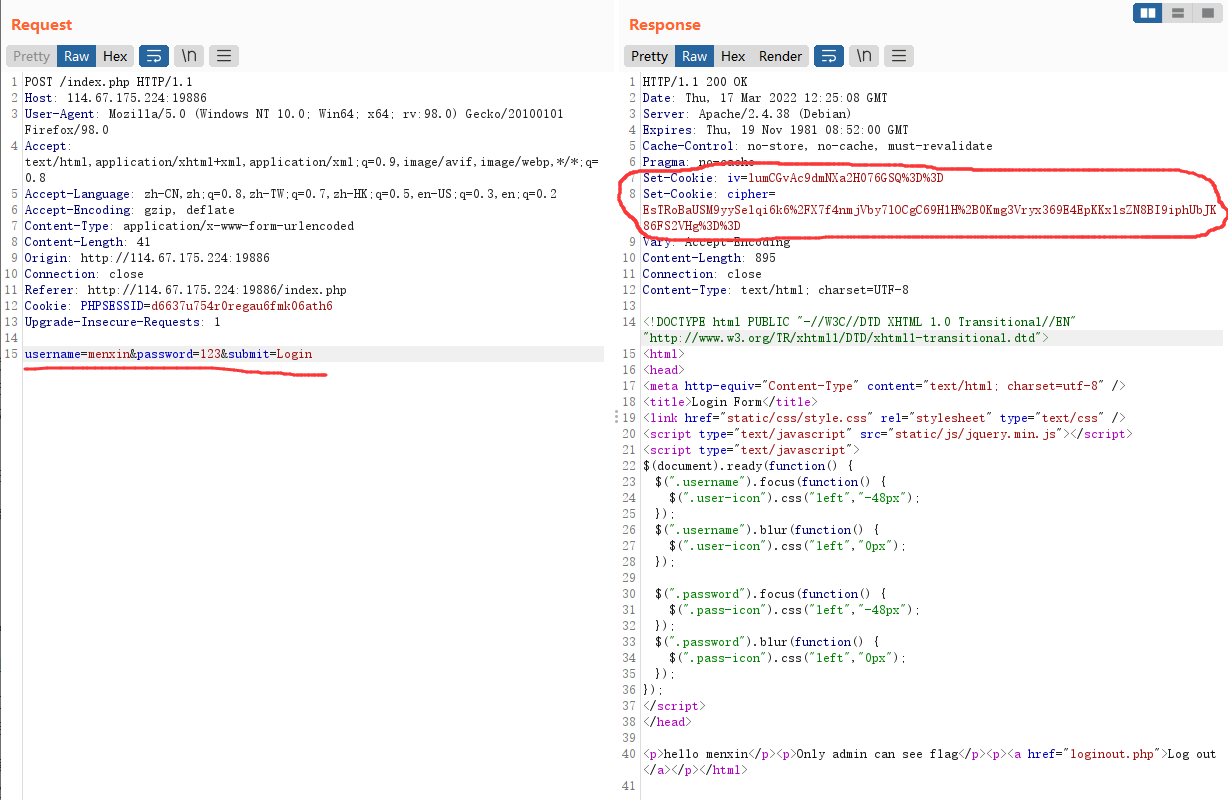 Request
Pretty Raw Hex \n
1 POST /index.php HTTP/1.1
2 Host: 114.67.175.224:19886
3 User-Agent: Mozilla/5.0 (Windows NT 10.0; Win64; x64; rv:98.0) Gecko/20100101
Firefox/98.0
4 Accept:
text/html,application/xhtml+xml,application/xml;q=0.9,image/avif,image/webp,*/*;q=
0.8
5 Accept-Language: zh-CN,zh;q=0.8,zh-TW;q=0.7,zh-HK;q=0.5,en-US;q=0.3,en;q=0.2
6 Accept-Encoding: gzip, deflate
7 Content-Type: application/x-www-form-urlencoded
8 Content-Length: 41
9 Origin: http://114.67.175.224:19886
10 Connection: close
11 Referer: http://114.67.175.224:19886/index.php
12 Cookie: PHPSESSID=d6637u754r0regau6fmk06ath6
13 Upgrade-Insecure-Requests: 1
14
15 username=menxin&password=123&submit=Login
Response
Pretty Raw Hex Render \n
1 HTTP/1.1 200 OK
2 Date: Thu, 17 Mar 2022 12:25:08 GMT
3 Server: Apache/2.4.38 (Debian)
4 Expires: Thu, 19 Nov 1981 08:52:00 GMT
5 Cache-Control: no-store, no-cache, must-revalidate
6 Pragma: no-cache
7 Set-Cookie: iv=1umCGvAc9dmNXa2H076GSQ%3D%3D
8 Set-Cookie: cipher=
EsTRoBaUSM9yySelqi6k6%2FX7f4nmjVby71OCgC69H1H%2B0Kmg3Vryx369E4EpKKxlsZN8BI9iphUbJK
86FS2VHg%3D%3D
9 Vary: Accept-Encoding
10 Content-Length: 895
11 Connection: close
12 Content-Type: text/html; charset=UTF-8
13
14 <!DOCTYPE html PUBLIC "-//W3C//DTD XHTML 1.0 Transitional//EN"
"http://www.w3.org/TR/xhtml1/DTD/xhtml1-transitional.dtd">
15 <html>
16 <head>
17 <meta http-equiv="Content-Type" content="text/html; charset=utf-8" />
18 <title>Login Form</title>
19 <link href="static/css/style.css" rel="stylesheet" type="text/css" />
20 <script type="text/javascript" src="static/js/jquery.min.js"></script>
21 <script type="text/javascript">
22 $(document).ready(function() {
23 $(".username").focus(function() {
24 $(".user-icon").css("left","-48px");
25 });
26 $(".username").blur(function() {
27 $(".user-icon").css("left","0px");
28 });
29
30 $(".password").focus(function() {
31 $(".pass-icon").css("left","-48px");
32 });
33 $(".password").blur(function() {
34 $(".pass-icon").css("left","0px");
35 });
36 });
37 </script>
38 </head>
39
40 <p>hello menxin</p><p>Only admin can see flag</p><p><a href="loginout.php">Log out
</a></p></html>
41